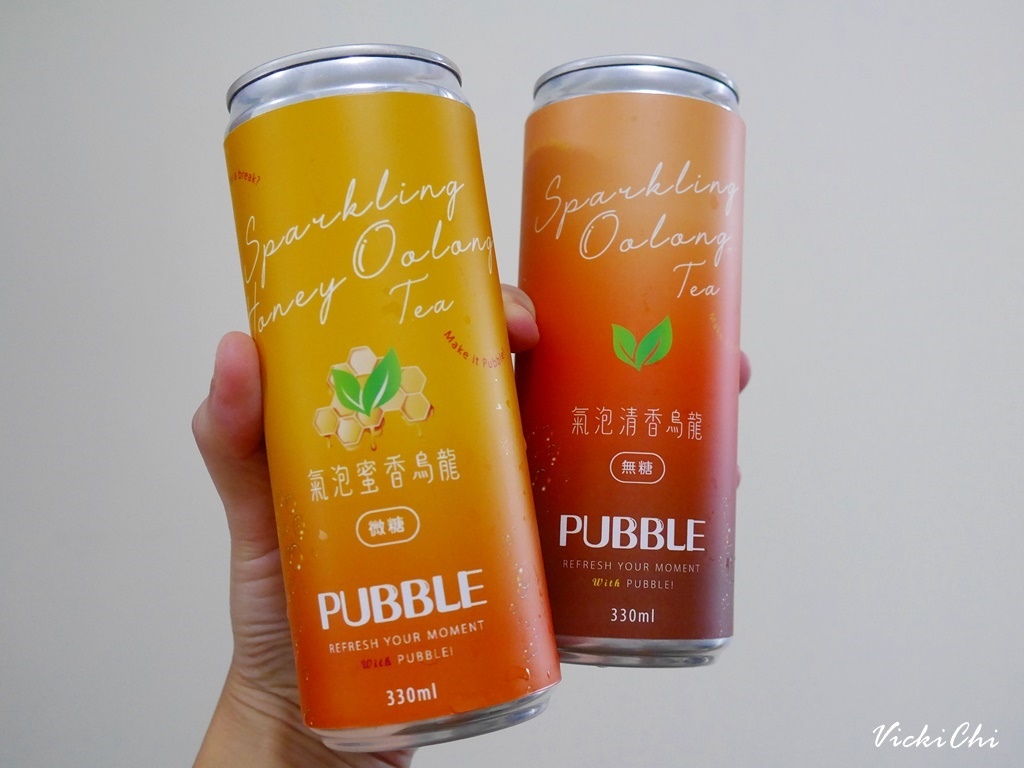 a break?
Sparkling
Honey Oolong
Tea
Make it Pubble!
氣泡蜜香烏龍
微糖
PUBBLE
REFRESH YOUR MOMENT
With PUBBLE!
330ml
Sparkling
Oolong
Tea
氣泡清香烏龍
無糖
PUBBLE
REFRESH YOUR MOMENT
With PUBBLE!
330ml
VickiChi